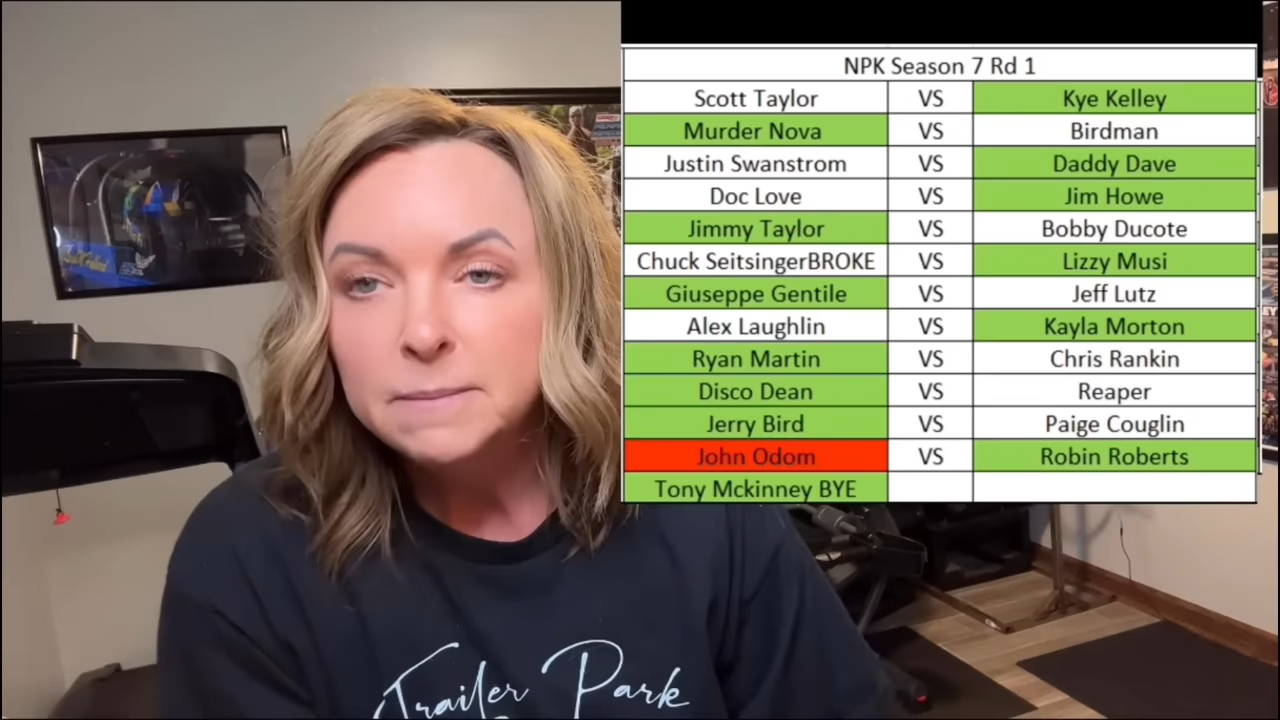 NPK Season 7 Rd 1
Scott Taylor VS Kye Kelley
Murder Nova VS Birdman
Justin Swanstrom VS Daddy Dave
Doc Love VS Jim Howe
Jimmy Taylor VS Bobby Ducote
Chuck SeitsingerBROKE VS Lizzy Musi
Giuseppe Gentile VS Jeff Lutz
Alex Laughlin VS Kayla Morton
Ryan Martin VS Chris Rankin
Disco Dean VS Reaper
Jerry Bird VS Paige Couglin
John Odom VS Robin Roberts
Tony Mckinney BYE
Trailer Park